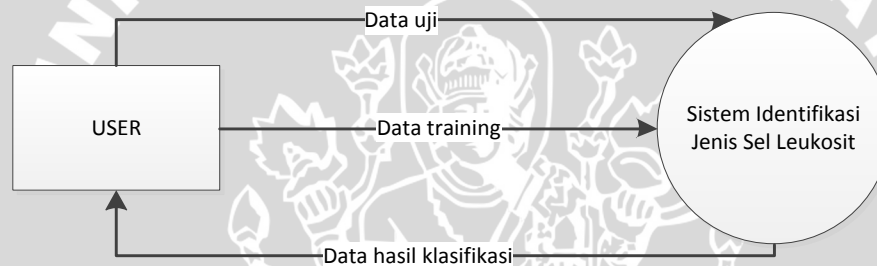 Data uji
USER
Data training
Sistem Identifikasi
Jenis Sel Leukosit
Data hasil klasifikasi